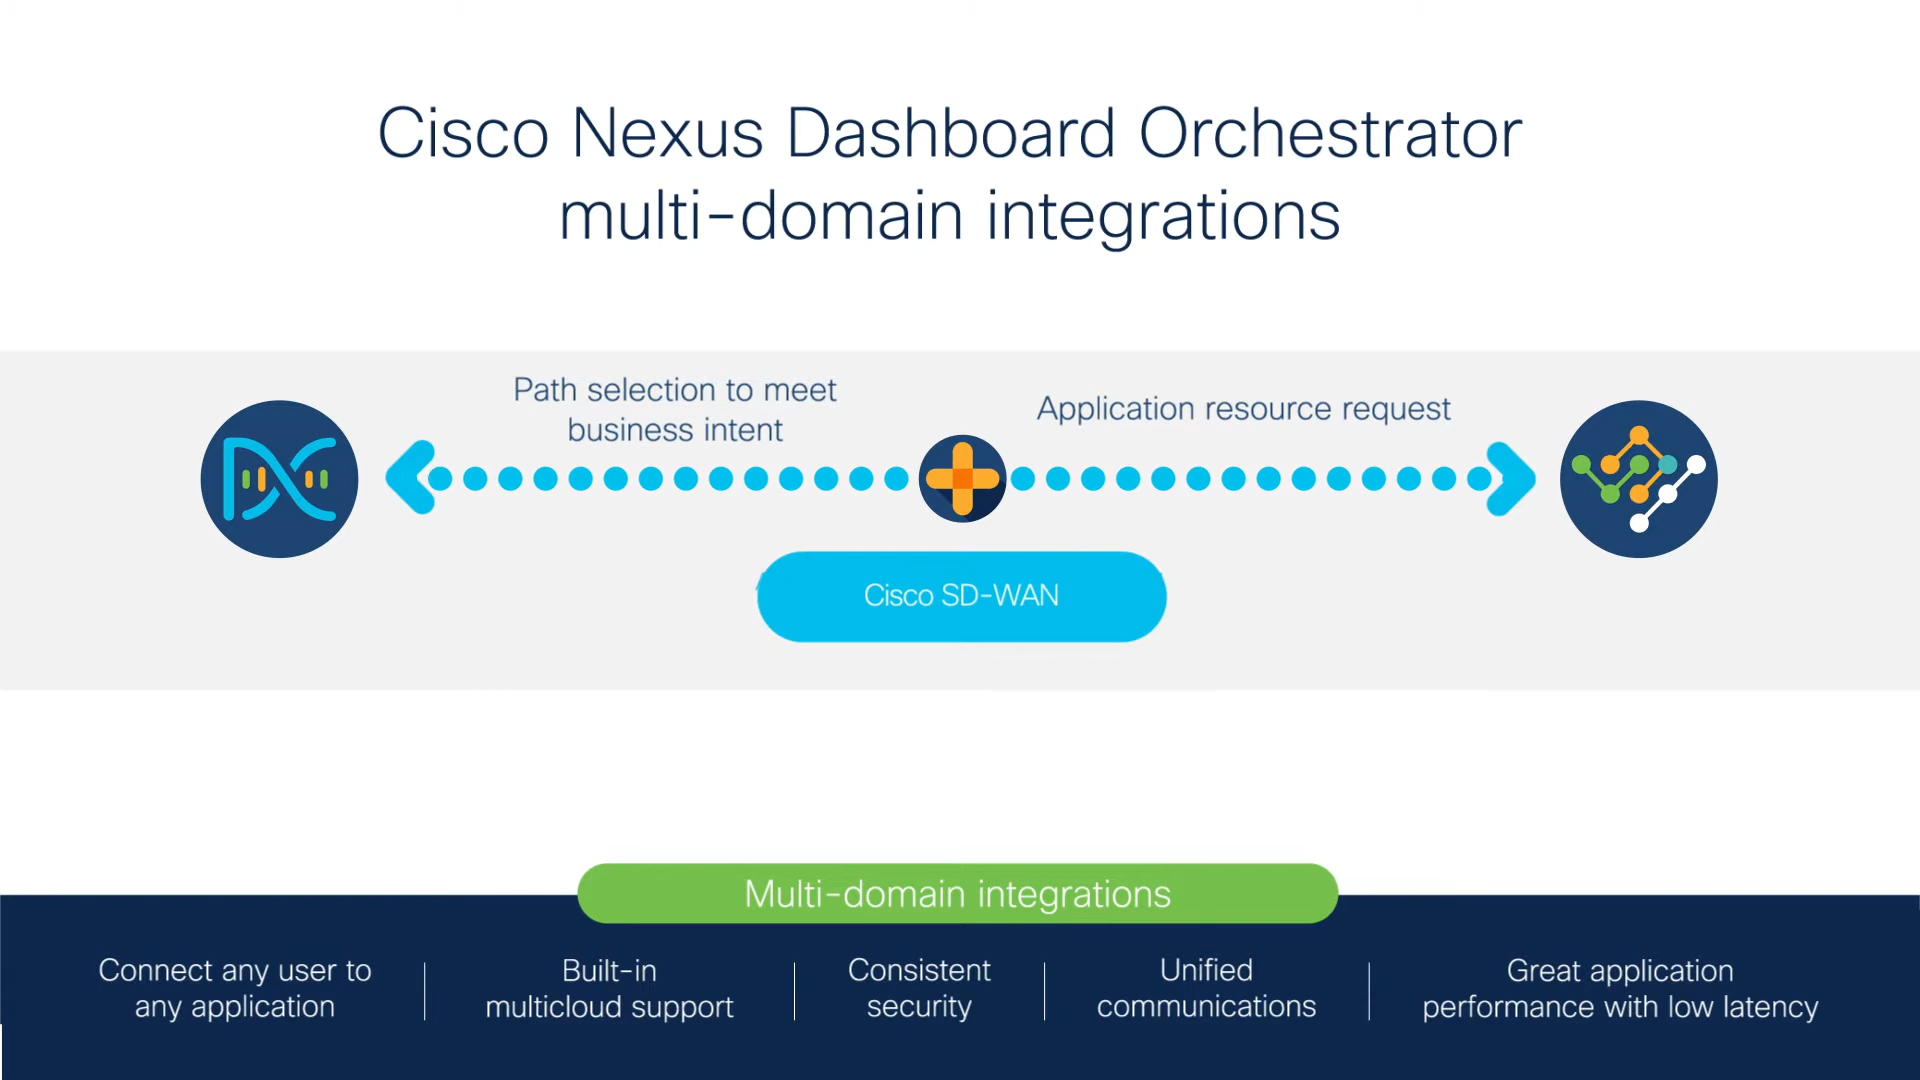 Cisco Nexus Dashboard Orchestrator
multi-domain integrations
Path selection to meet
business intent
Application resource request
Cisco SD-WAN
Multi-domain integrations
Connect any user to
any application
Built-in
multicloud support
Consistent
security
Unified
communications
Great application
performance with low latency